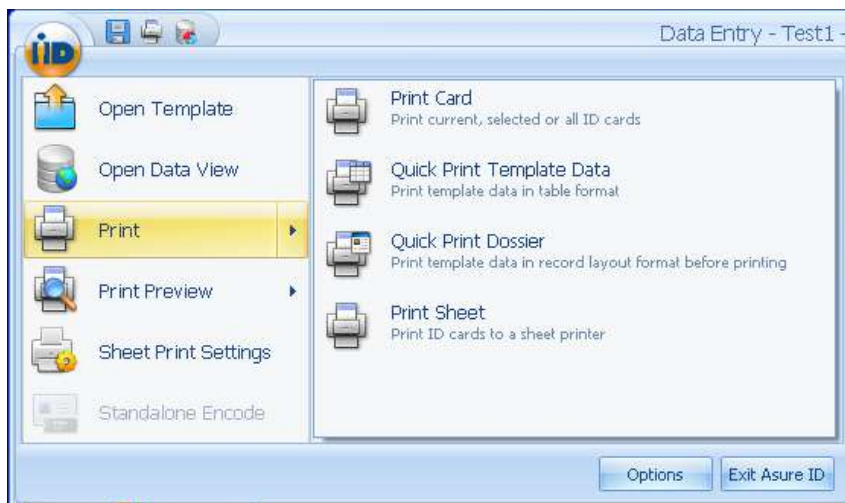 iID
Data Entry - Test1 -
Open Template
Open Data View
Print
Print Preview
Sheet Print Settings
Standalone Encode
Print Card
Print current, selected or all ID cards
Quick Print Template Data
Print template data in table format
Quick Print Dossier
Print template data in record layout format before printing
Print Sheet
Print ID cards to a sheet printer
Options
Exit Asure ID